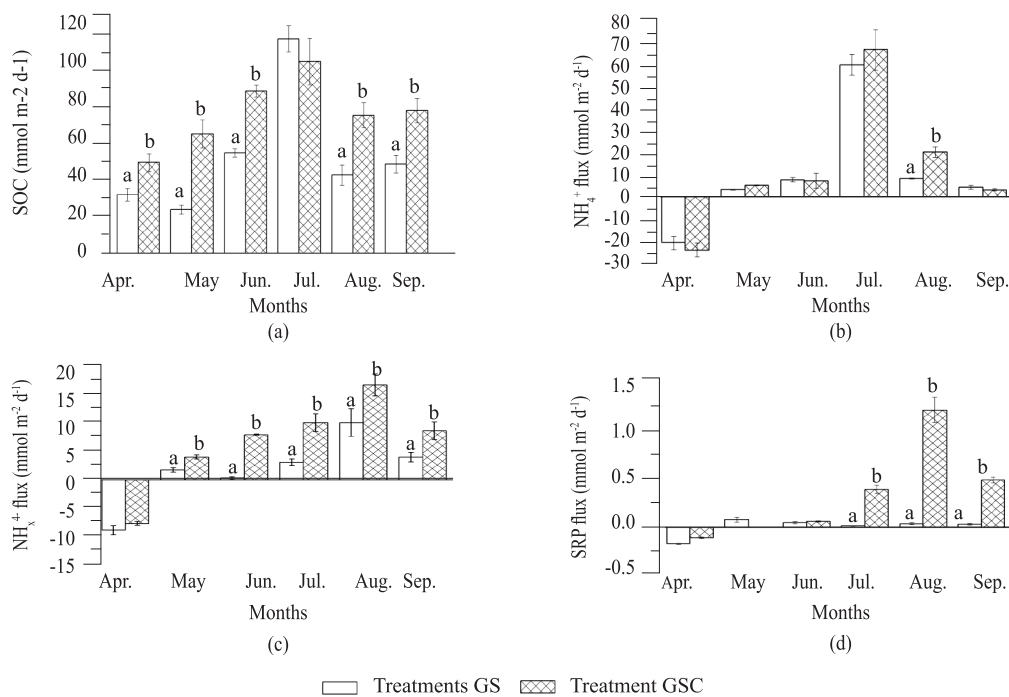 120
100
80
60
40
20
0
SOC (mmol m-2 d-1)
a b a b a b a b a b
Apr. May Jun. Jul. Aug. Sep.
Months
(a)
80
70
60
50
40
30
20
10
0
-10
-20
-30
NH₄⁺ flux (mmol m⁻² d⁻¹)
a b
Apr. May Jun. Jul. Aug. Sep.
Months
(b)
20
15
10
5
0
-5
-10
-15
NHₓ⁴ flux (mmol m⁻² d⁻¹)
a b a b a b a b a b
Apr. May Jun. Jul. Aug. Sep.
Months
(c)
1.5
1.0
0.5
0.0
-0.5
SRP flux (mmol m⁻² d⁻¹)
a b a b a b
Apr. May Jun. Jul. Aug. Sep.
Months
(d)
Treatments GS Treatment GSC